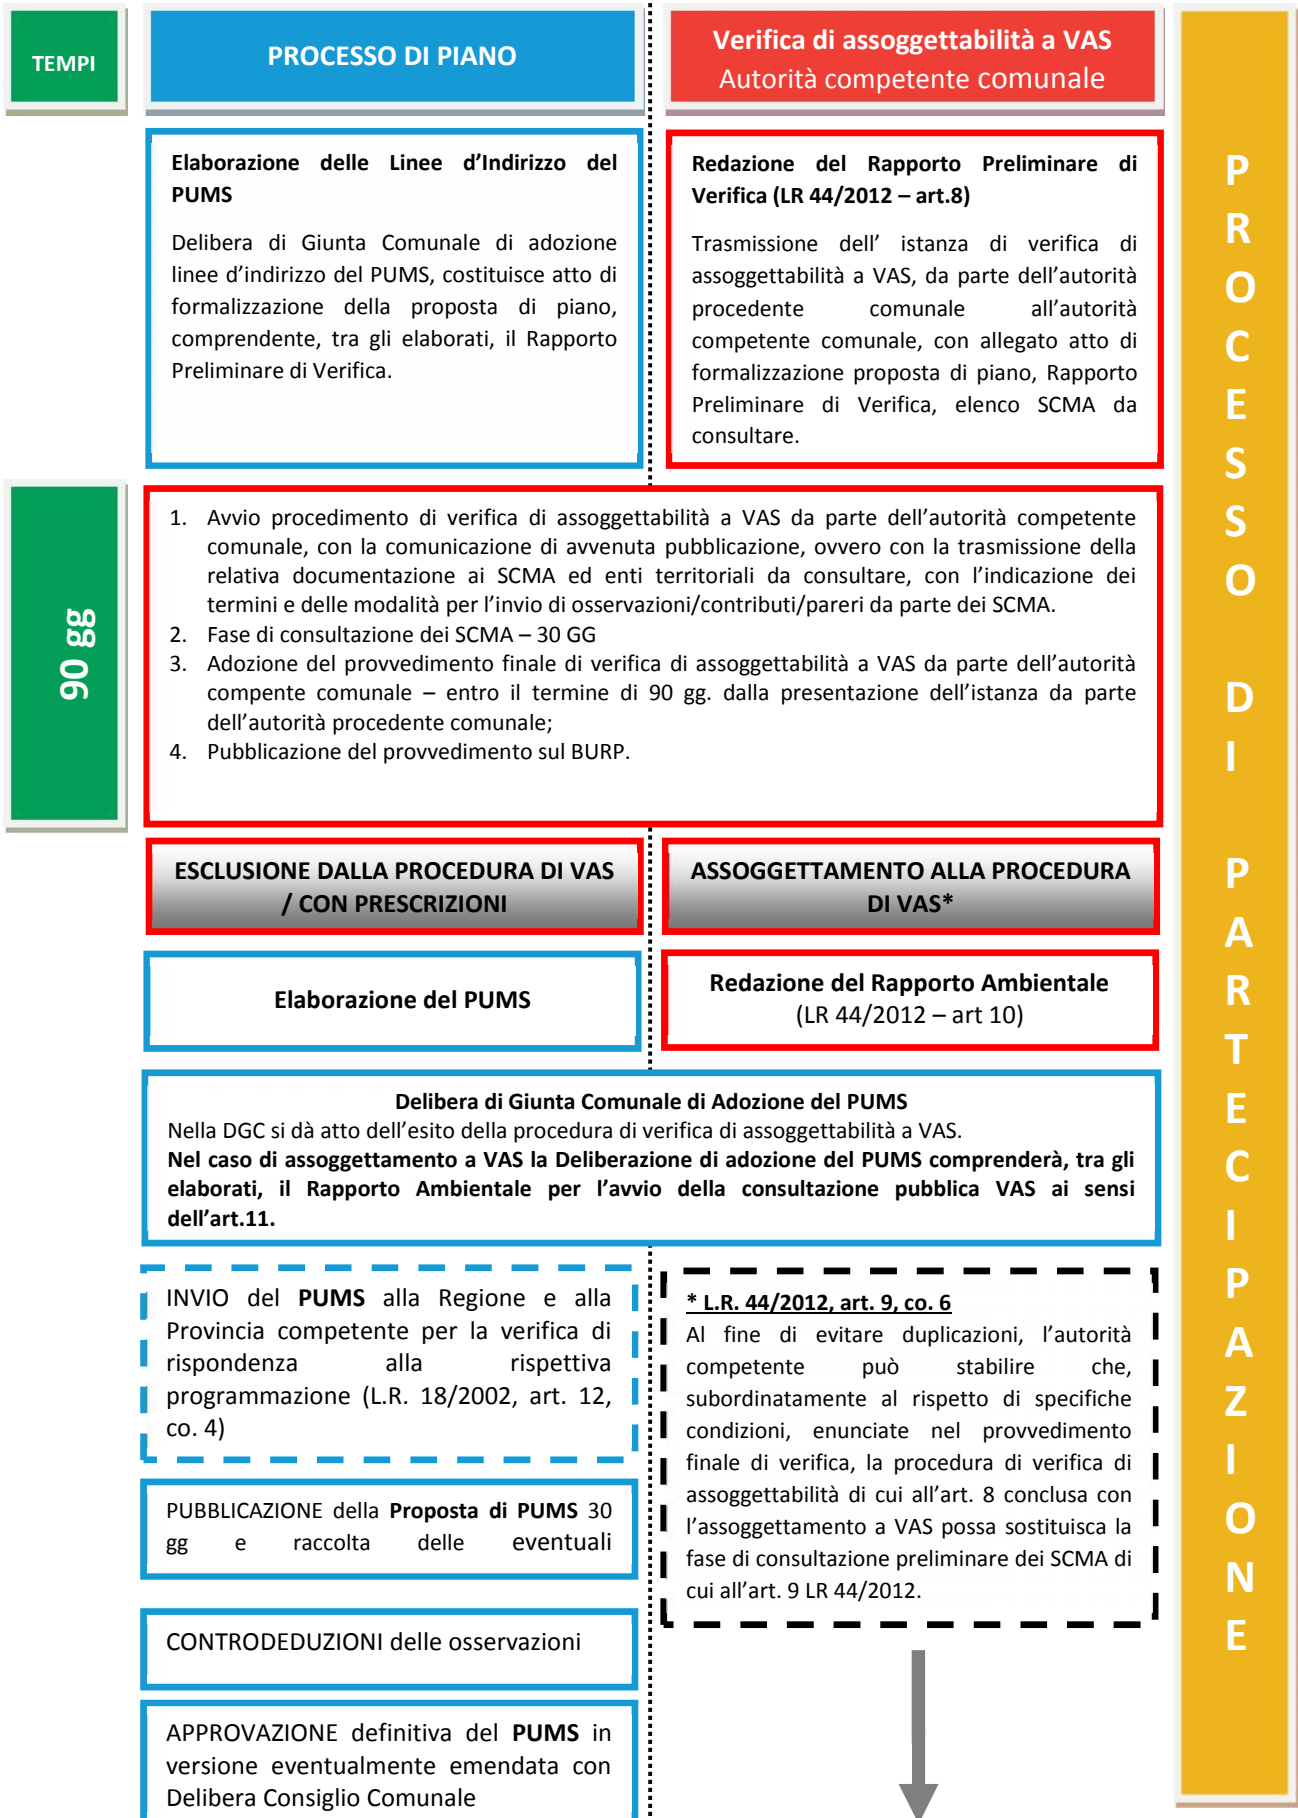 TEMPI
PROCESSO DI PIANO
Verifica di assoggettabilità a VAS
Autorità competente comunale
Elaborazione delle Linee d’Indirizzo del
PUMS
Delibera di Giunta Comunale di adozione
linee d’indirizzo del PUMS, costituisce atto di
formalizzazione della proposta di piano,
comprendente, tra gli elaborati, il Rapporto
Preliminare di Verifica.
Redazione del Rapporto Preliminare di
Verifica (LR 44/2012 – art.8)
Trasmissione dell’ istanza di verifica di
assoggettabilità a VAS, da parte dell’autorità
procedente comunale all’autorità
competente comunale, con allegato atto di
formalizzazione proposta di piano, Rapporto
Preliminare di Verifica, elenco SCMA da
consultare.
90 gg
1. Avvio procedimento di verifica di assoggettabilità a VAS da parte dell’autorità competente
comunale, con la comunicazione di avvenuta pubblicazione, ovvero con la trasmissione della
relativa documentazione ai SCMA ed enti territoriali da consultare, con l’indicazione dei
termini e delle modalità per l’invio di osservazioni/contributi/pareri da parte dei SCMA.
2. Fase di consultazione dei SCMA – 30 GG
3. Adozione del provvedimento finale di verifica di assoggettabilità a VAS da parte dell’autorità
compente comunale – entro il termine di 90 gg. dalla presentazione dell’istanza da parte
dell’autorità procedente comunale;
4. Pubblicazione del provvedimento sul BURP.
ESCLUSIONE DALLA PROCEDURA DI VAS
/ CON PRESCRIZIONI
ASSOGGETTAMENTO ALLA PROCEDURA
DI VAS*
Elaborazione del PUMS
Redazione del Rapporto Ambientale
(LR 44/2012 – art 10)
Delibera di Giunta Comunale di Adozione del PUMS
Nella DGC si dà atto dell’esito della procedura di verifica di assoggettabilità a VAS.
Nel caso di assoggettamento a VAS la Deliberazione di adozione del PUMS comprenderà, tra gli
elaborati, il Rapporto Ambientale per l’avvio della consultazione pubblica VAS ai sensi
dell’art.11.
INVIO del PUMS alla Regione e alla
Provincia competente per la verifica di
rispondenza alla rispettiva
programmazione (L.R. 18/2002, art. 12,
co. 4)
PUBBLICAZIONE della Proposta di PUMS 30
gg e raccolta delle eventuali
CONTRODEDUZIONI delle osservazioni
APPROVAZIONE definitiva del PUMS in
versione eventualmente emendata con
Delibera Consiglio Comunale
* L.R. 44/2012, art. 9, co. 6
Al fine di evitare duplicazioni, l’autorità
competente può stabilire che,
subordinatamente al rispetto di specifiche
condizioni, enunciate nel provvedimento
finale di verifica, la procedura di verifica di
assoggettabilità di cui all’art. 8 conclusa con
l’assoggettamento a VAS possa sostituisca la
fase di consultazione preliminare dei SCMA di
cui all’art. 9 LR 44/2012.
PROCESSO DI PARTECIPAZIONE